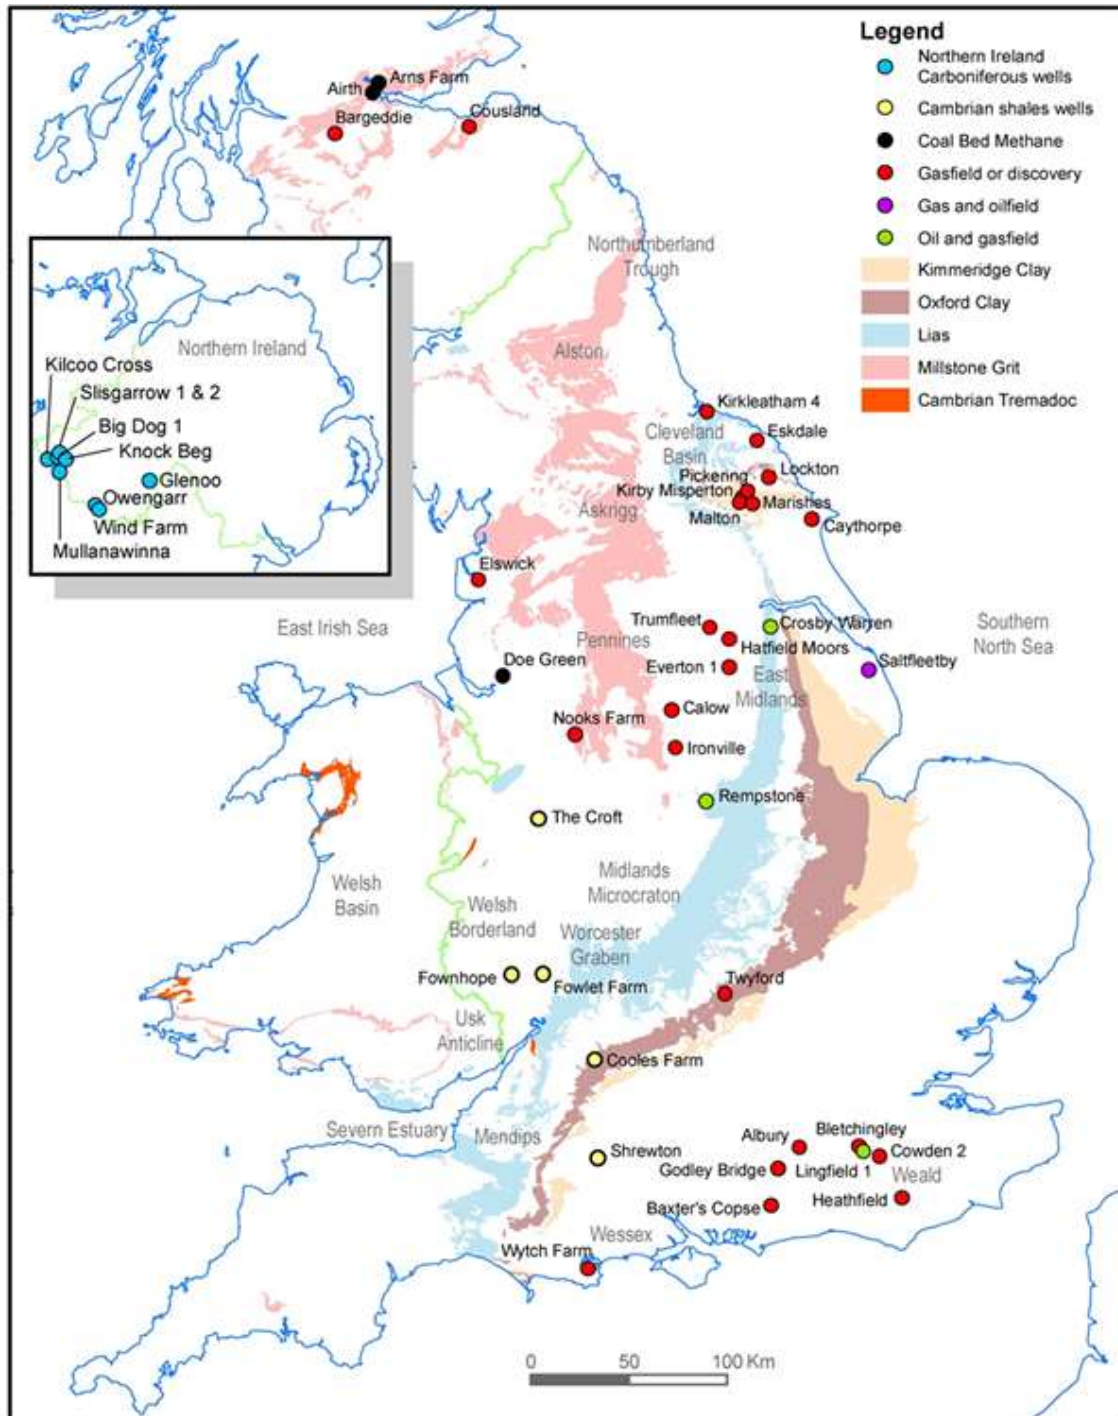 Legend
Northern Ireland
Carboniferous wells
Cambrian shales wells
Coal Bed Methane
Gasfield or discovery
Gas and oilfield
Oil and gasfield
Kimmeridge Clay
Oxford Clay
Lias
Millstone Grit
Cambrian Tremadoc
Arns Farm
Airth
Bargeddie
Cousland
Northumberland
Trough
Alston
Northern Ireland
Kilcoo Cross
Slisgarrow 1 & 2
Big Dog 1
Knock Beg
Glenoo
Owengarr
Wind Farm
Mullanawinna
Kirkleatham 4
Cleveland
Basin
Eskdale
Lockton
Pickering
Kirby Misperton
Marishes
Malton
Caythorpe
Askrigg
Elswick
East Irish Sea
Trumfleet
Pennines
Crosby Warren
Hatfield Moors
Southern
North Sea
Doe Green
Everton 1
East
Midlands
Saltfleetby
Calow
Nooks Farm
Ironville
Rempstone
The Croft
Midlands
Microcraton
Welsh
Basin
Welsh
Borderland
Worcester
Graben
Fownhope
Fowlet Farm
Twyford
Usk
Anticline
Cooles Farm
Severn Estuary
Mendips
Shrewton
Albury
Bletchingley
Godley Bridge
Lingfield 1
Cowden 2
Weald
Baxter's Copse
Heathfield
Wessex
Wytch Farm
0 50 100 Km